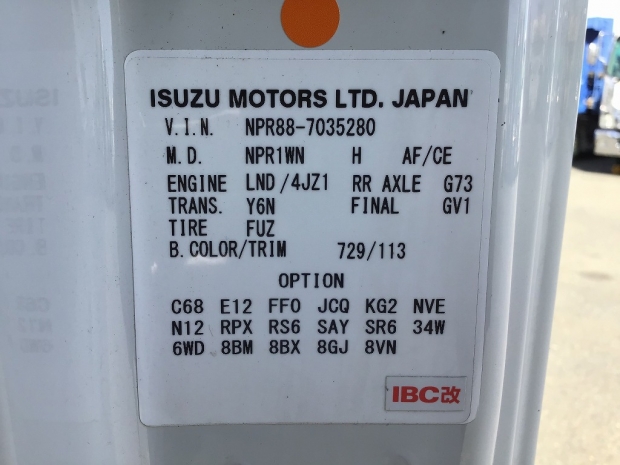 ISUZU MOTORS LTD. JAPAN
V.I.N. NPR88-7035280
M.D. NPR1WN H AF/CE
ENGINE LND/4JZ1 RR AXLE G73
TRANS. Y6N FINAL GV1
TIRE FUZ
B.COLOR/TRIM 729/113
OPTION
C68 E12 FF0 JCQ KG2 NVE
N12 RPX RS6 SAY SR6 34W
6WD 8BM 8BX 8GJ 8VN
IBC改